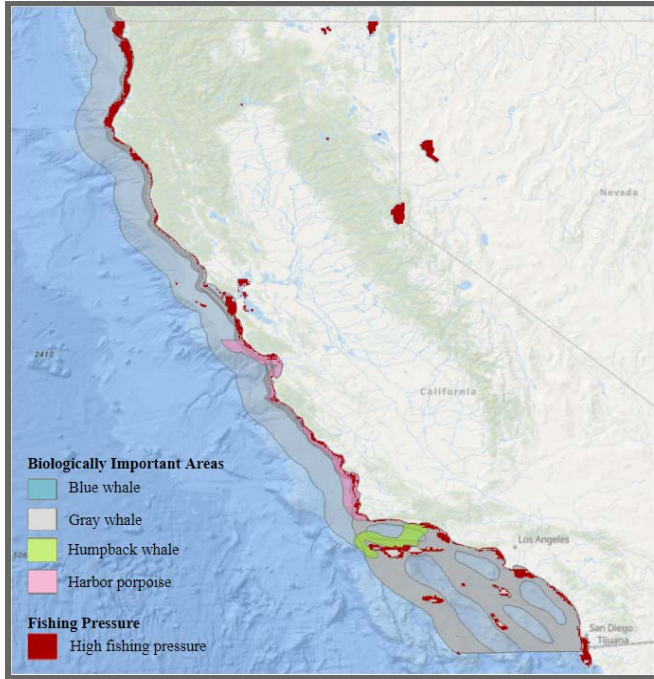 Nevada
2410
California
Biologically Important Areas
Blue whale
Gray whale
Humpback whale
Harbor porpoise
506
Los Angeles
Fishing Pressure
High fishing pressure
San Diego
Tijuana